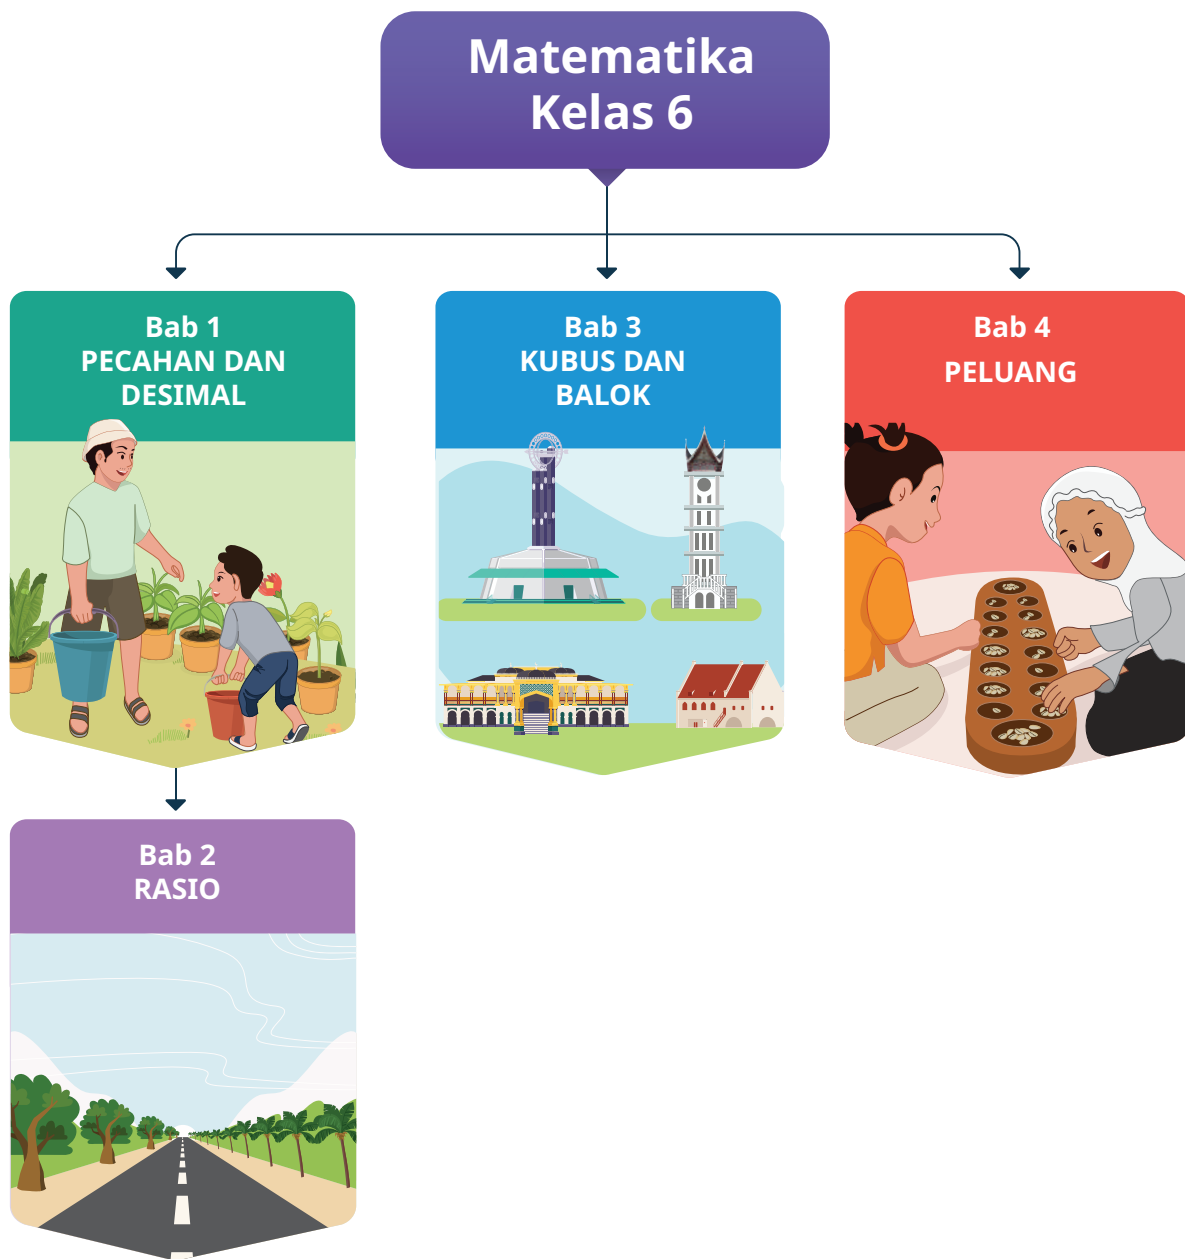 Matematika
Kelas 6
Bab 1
PECAHAN DAN
DESIMAL
Bab 3
KUBUS DAN
BALOK
Bab 4
PELUANG
Bab 2
RASIO